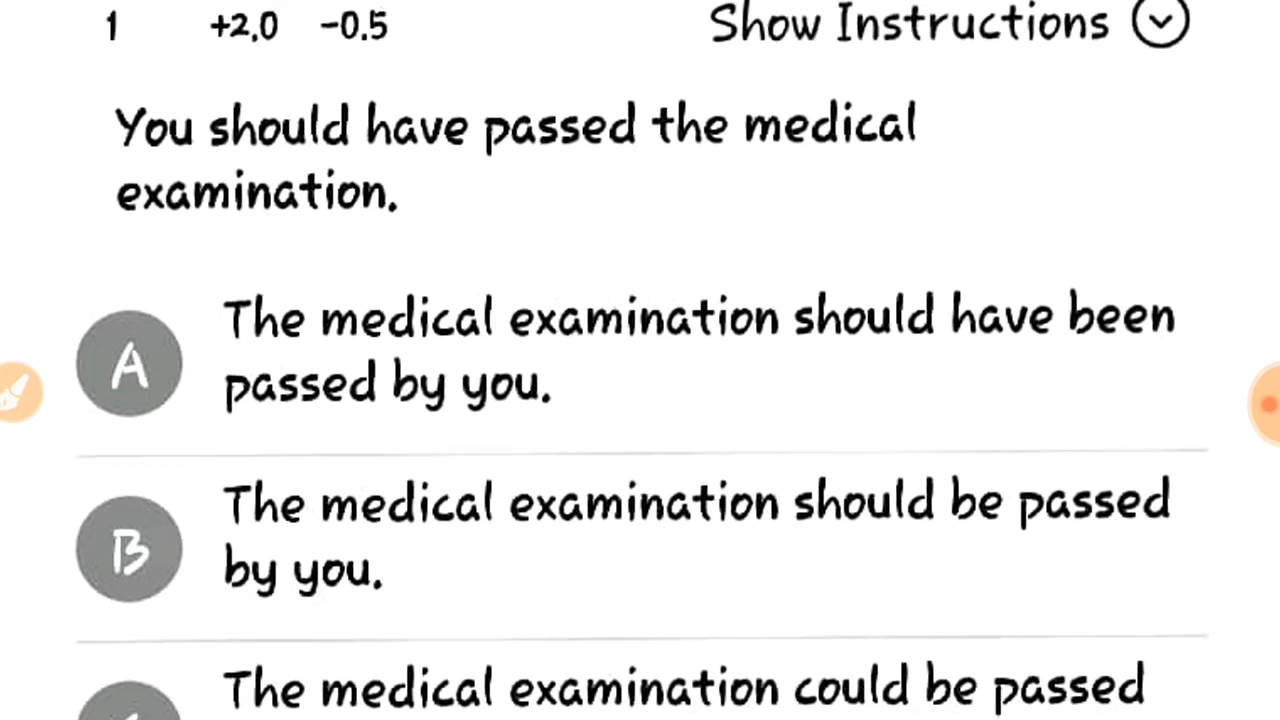 1 +2.0 -0.5 Show Instructions
You should have passed the medical
examination.
A
The medical examination should have been
passed by you.
B
The medical examination should be passed
by you.
The medical examination could be passed